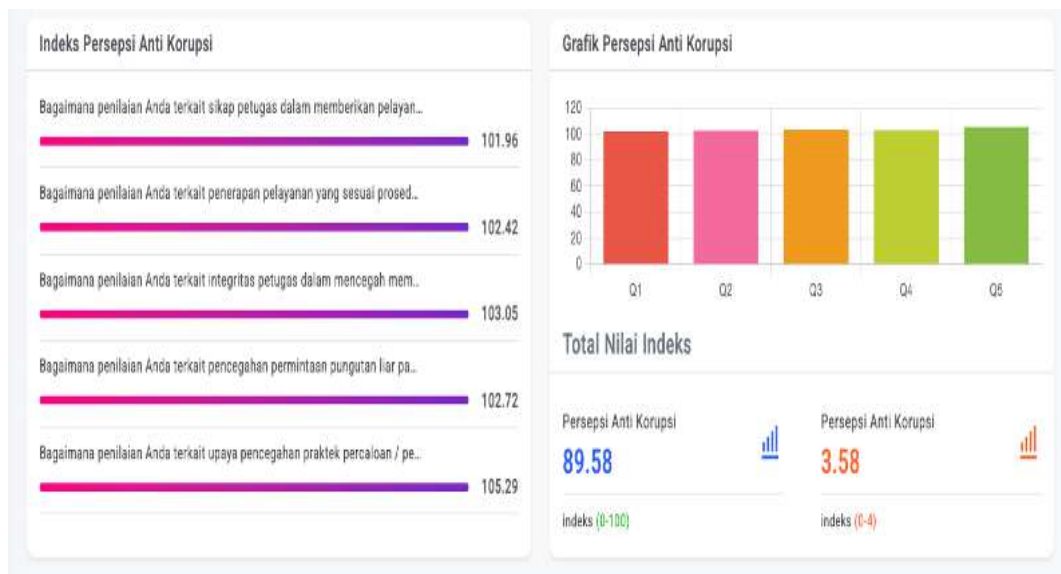 Indeks Persepsi Anti Korupsi
Bagaimana penilaian Anda terkait sikap petugas dalam memberikan pelayan...
101.96
Bagaimana penilaian Anda terkait penerapan pelayanan yang sesuai prosed...
102.42
Bagaimana penilaian Anda terkait integritas petugas dalam mencegah mem...
103.05
Bagaimana penilaian Anda terkait pencegahan permintaan pungutan liar pa...
102.72
Bagaimana penilaian Anda terkait upaya pencegahan praktek percaloan / pe...
105.29
Grafik Persepsi Anti Korupsi
120
100
80
60
40
20
0
Q1 Q2 Q3 Q4 Q5
Total Nilai Indeks
Persepsi Anti Korupsi
89.58
indeks (0-100)
Persepsi Anti Korupsi
3.58
indeks (0-4)